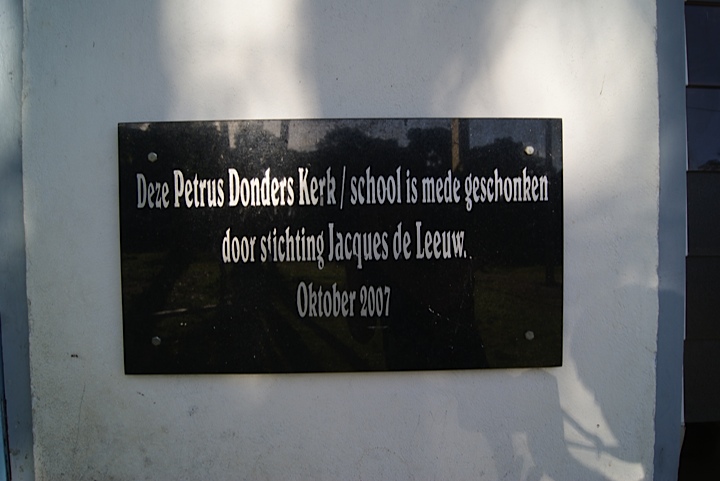 Deze Petrus Donders Kerk / school is mede geschonken
door stichting Jacques de Leeuw.
Oktober 2007